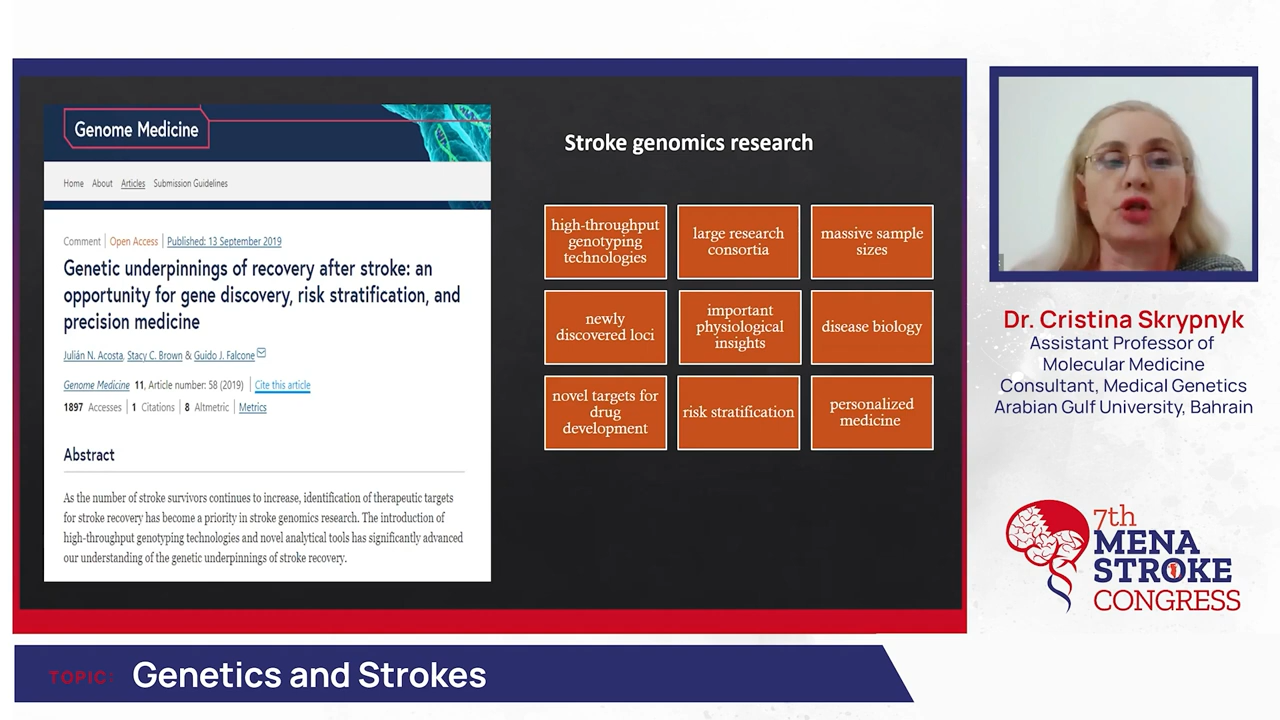 Genome Medicine
Home About Articles Submission Guidelines
Comment | Open Access | Published: 13 September 2019
Genetic underpinnings of recovery after stroke: an
opportunity for gene discovery, risk stratification, and
precision medicine
Julián N. Acosta, Stacy C. Brown & Guido J. Falcone
Genome Medicine 11, Article number: 58 (2019) | Cite this article
1897 Accesses | 1 Citations | 8 Altmetric | Metrics
Abstract
As the number of stroke survivors continues to increase, identification of therapeutic targets
for stroke recovery has become a priority in stroke genomics research. The introduction of
high-throughput genotyping technologies and novel analytical tools has significantly advanced
our understanding of the genetic underpinnings of stroke recovery.
Stroke genomics research
high-throughput
genotyping
technologies
large research
consortia
massive sample
sizes
newly
discovered loci
important
physiological
insights
disease biology
novel targets for
drug
development
risk stratification
personalized
medicine
Dr. Cristina Skrypnyk
Assistant Professor of
Molecular Medicine
Consultant, Medical Genetics
Arabian Gulf University, Bahrain
7th
MENA
STROKE
CONGRESS
TOPIC: Genetics and Strokes